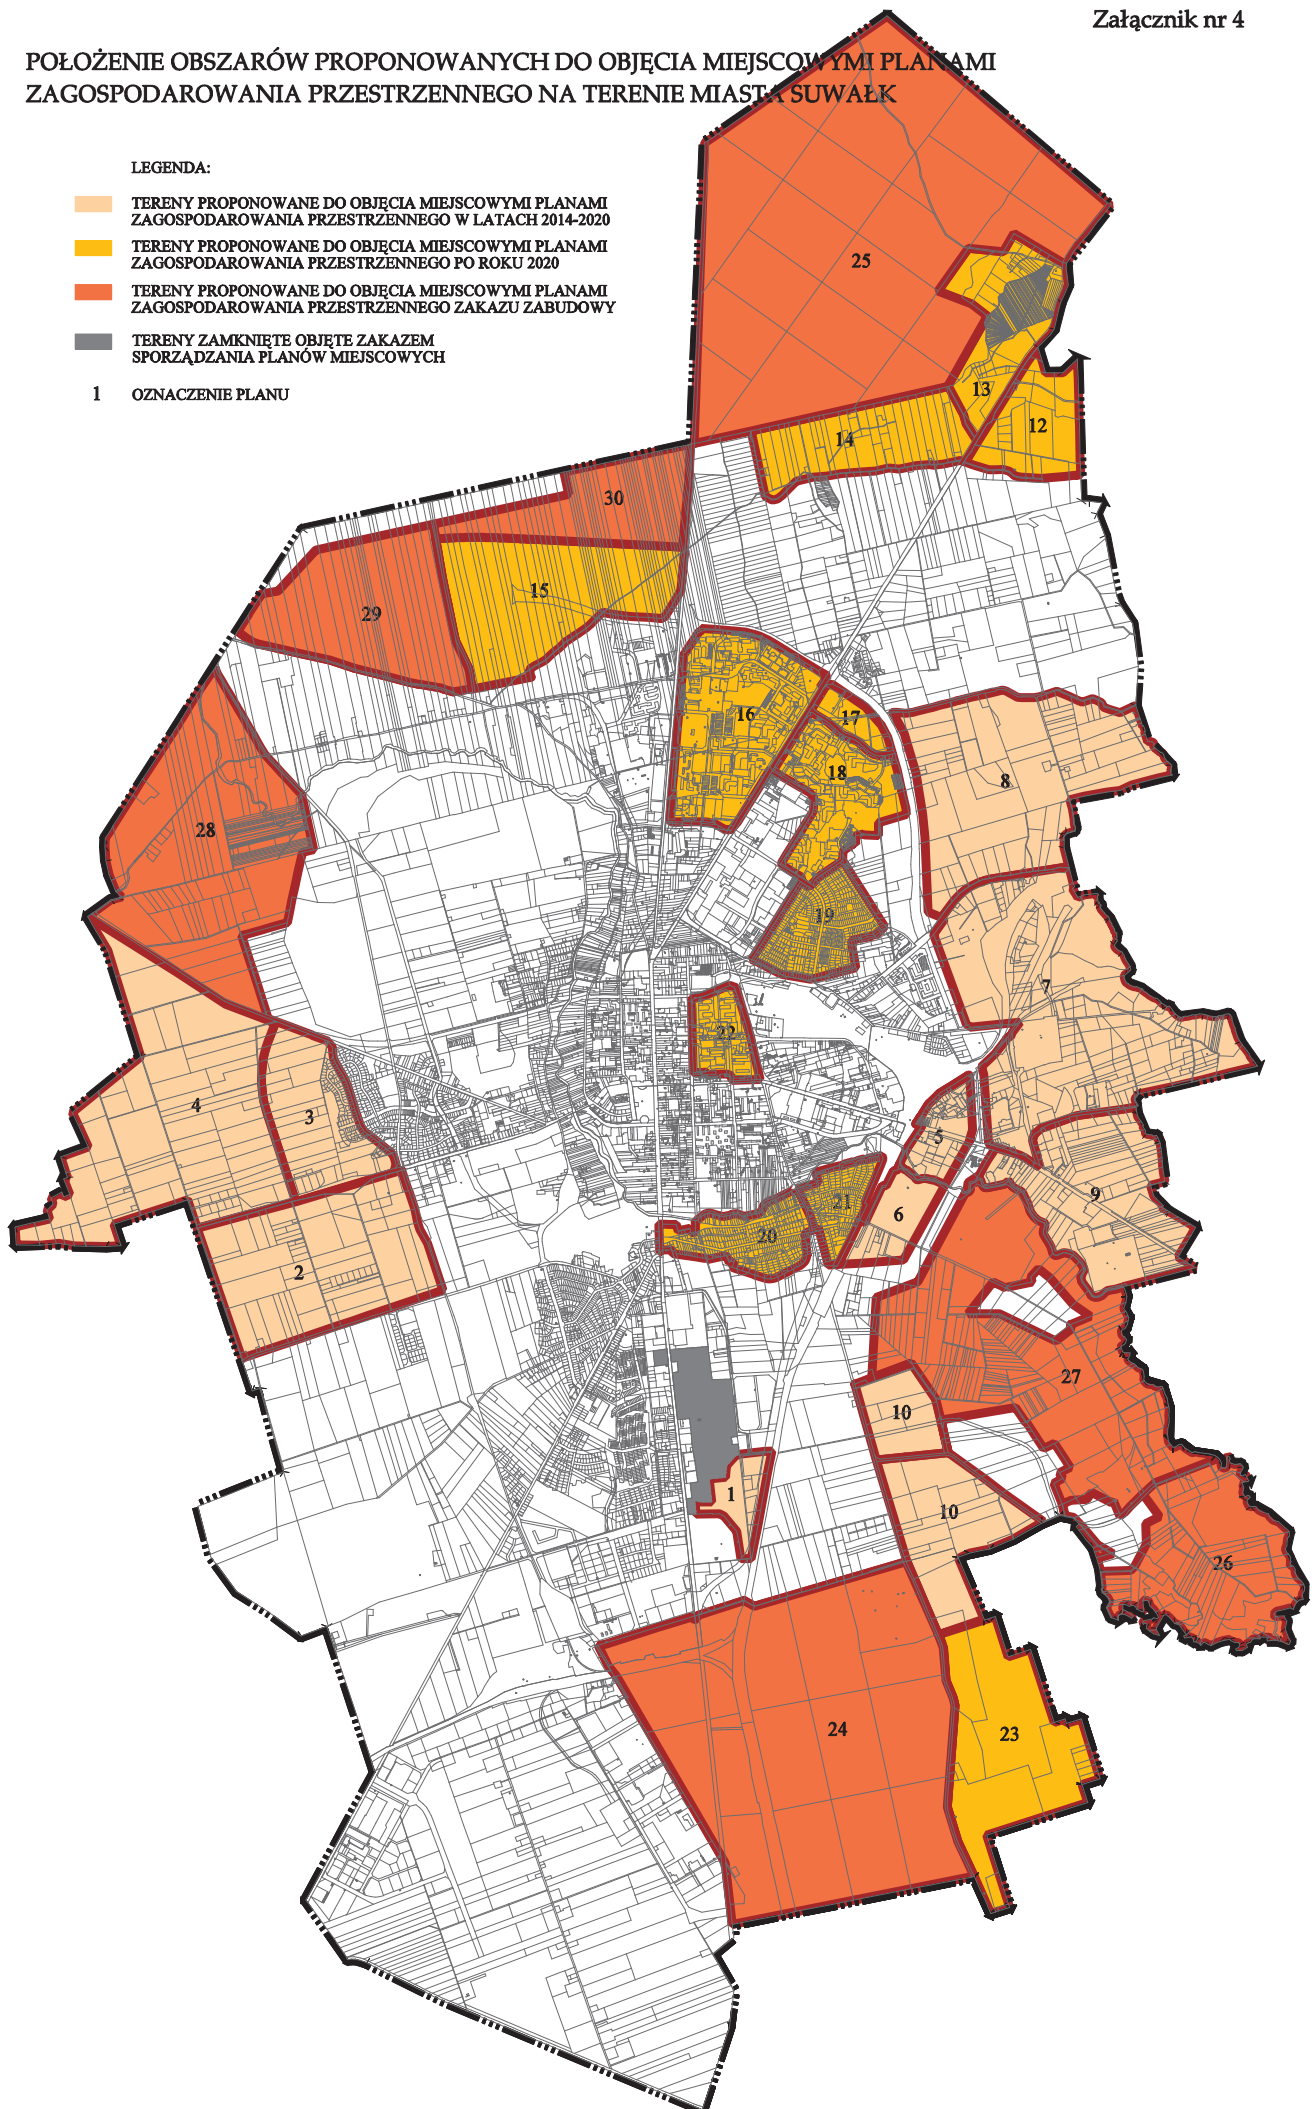 Załącznik nr 4
POŁOŻENIE OBSZARÓW PROPONOWANYCH DO OBJĘCIA MIEJSCOWYMI PLANAMI
ZAGOSPODAROWANIA PRZESTRZENNEGO NA TERENIE MIASTA SUWAŁK
LEGENDA:
TERENY PROPONOWANE DO OBJĘCIA MIEJSCOWYMI PLANAMI
ZAGOSPODAROWANIA PRZESTRZENNEGO W LATACH 2014-2020
TERENY PROPONOWANE DO OBJĘCIA MIEJSCOWYMI PLANAMI
ZAGOSPODAROWANIA PRZESTRZENNEGO PO ROKU 2020
TERENY PROPONOWANE DO OBJĘCIA MIEJSCOWYMI PLANAMI
ZAGOSPODAROWANIA PRZESTRZENNEGO ZAKAZU ZABUDOWY
TERENY ZAMKNIĘTE OBJĘTE ZAKAZEM
SPORZĄDZANIA PLANÓW MIEJSCOWYCH
1 OZNACZENIE PLANU
25
13
12
14
30
15
29
16
17
18
8
28
19
7
22
4
3
5
9
21
6
20
2
27
10
1
10
26
24
23